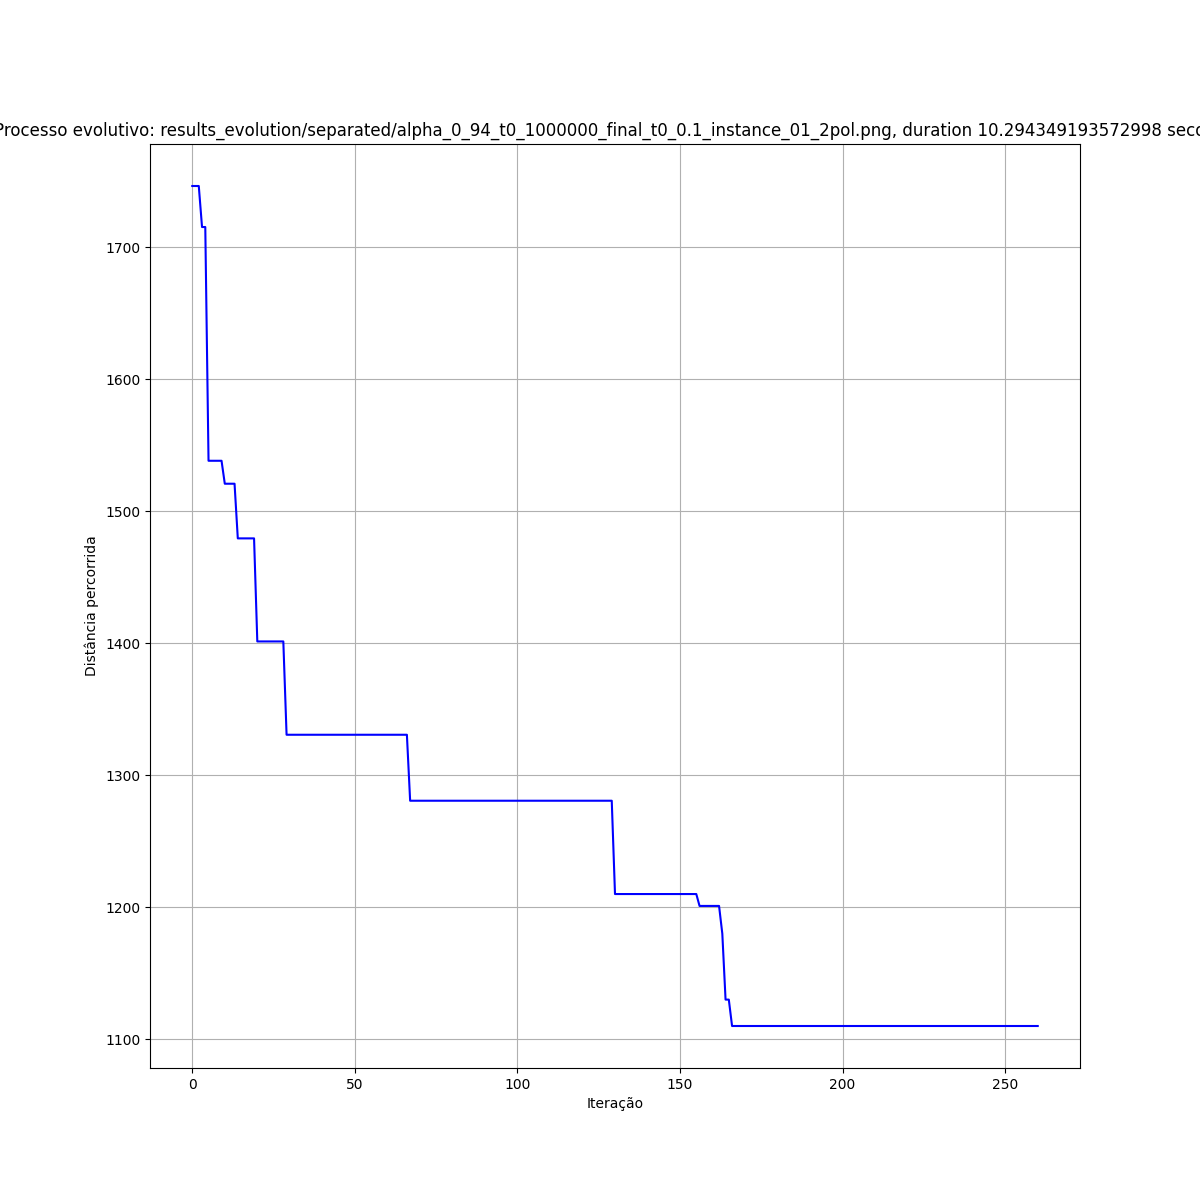 Processo evolutivo: results_evolution/separated/alpha_0_94_t0_1000000_final_t0_0.1_instance_01_2pol.png, duration 10.294349193572998
1700
1600
1500
1400
1300
1200
1100
Distância percorrida
0 50 100 150 200 250
Iteração